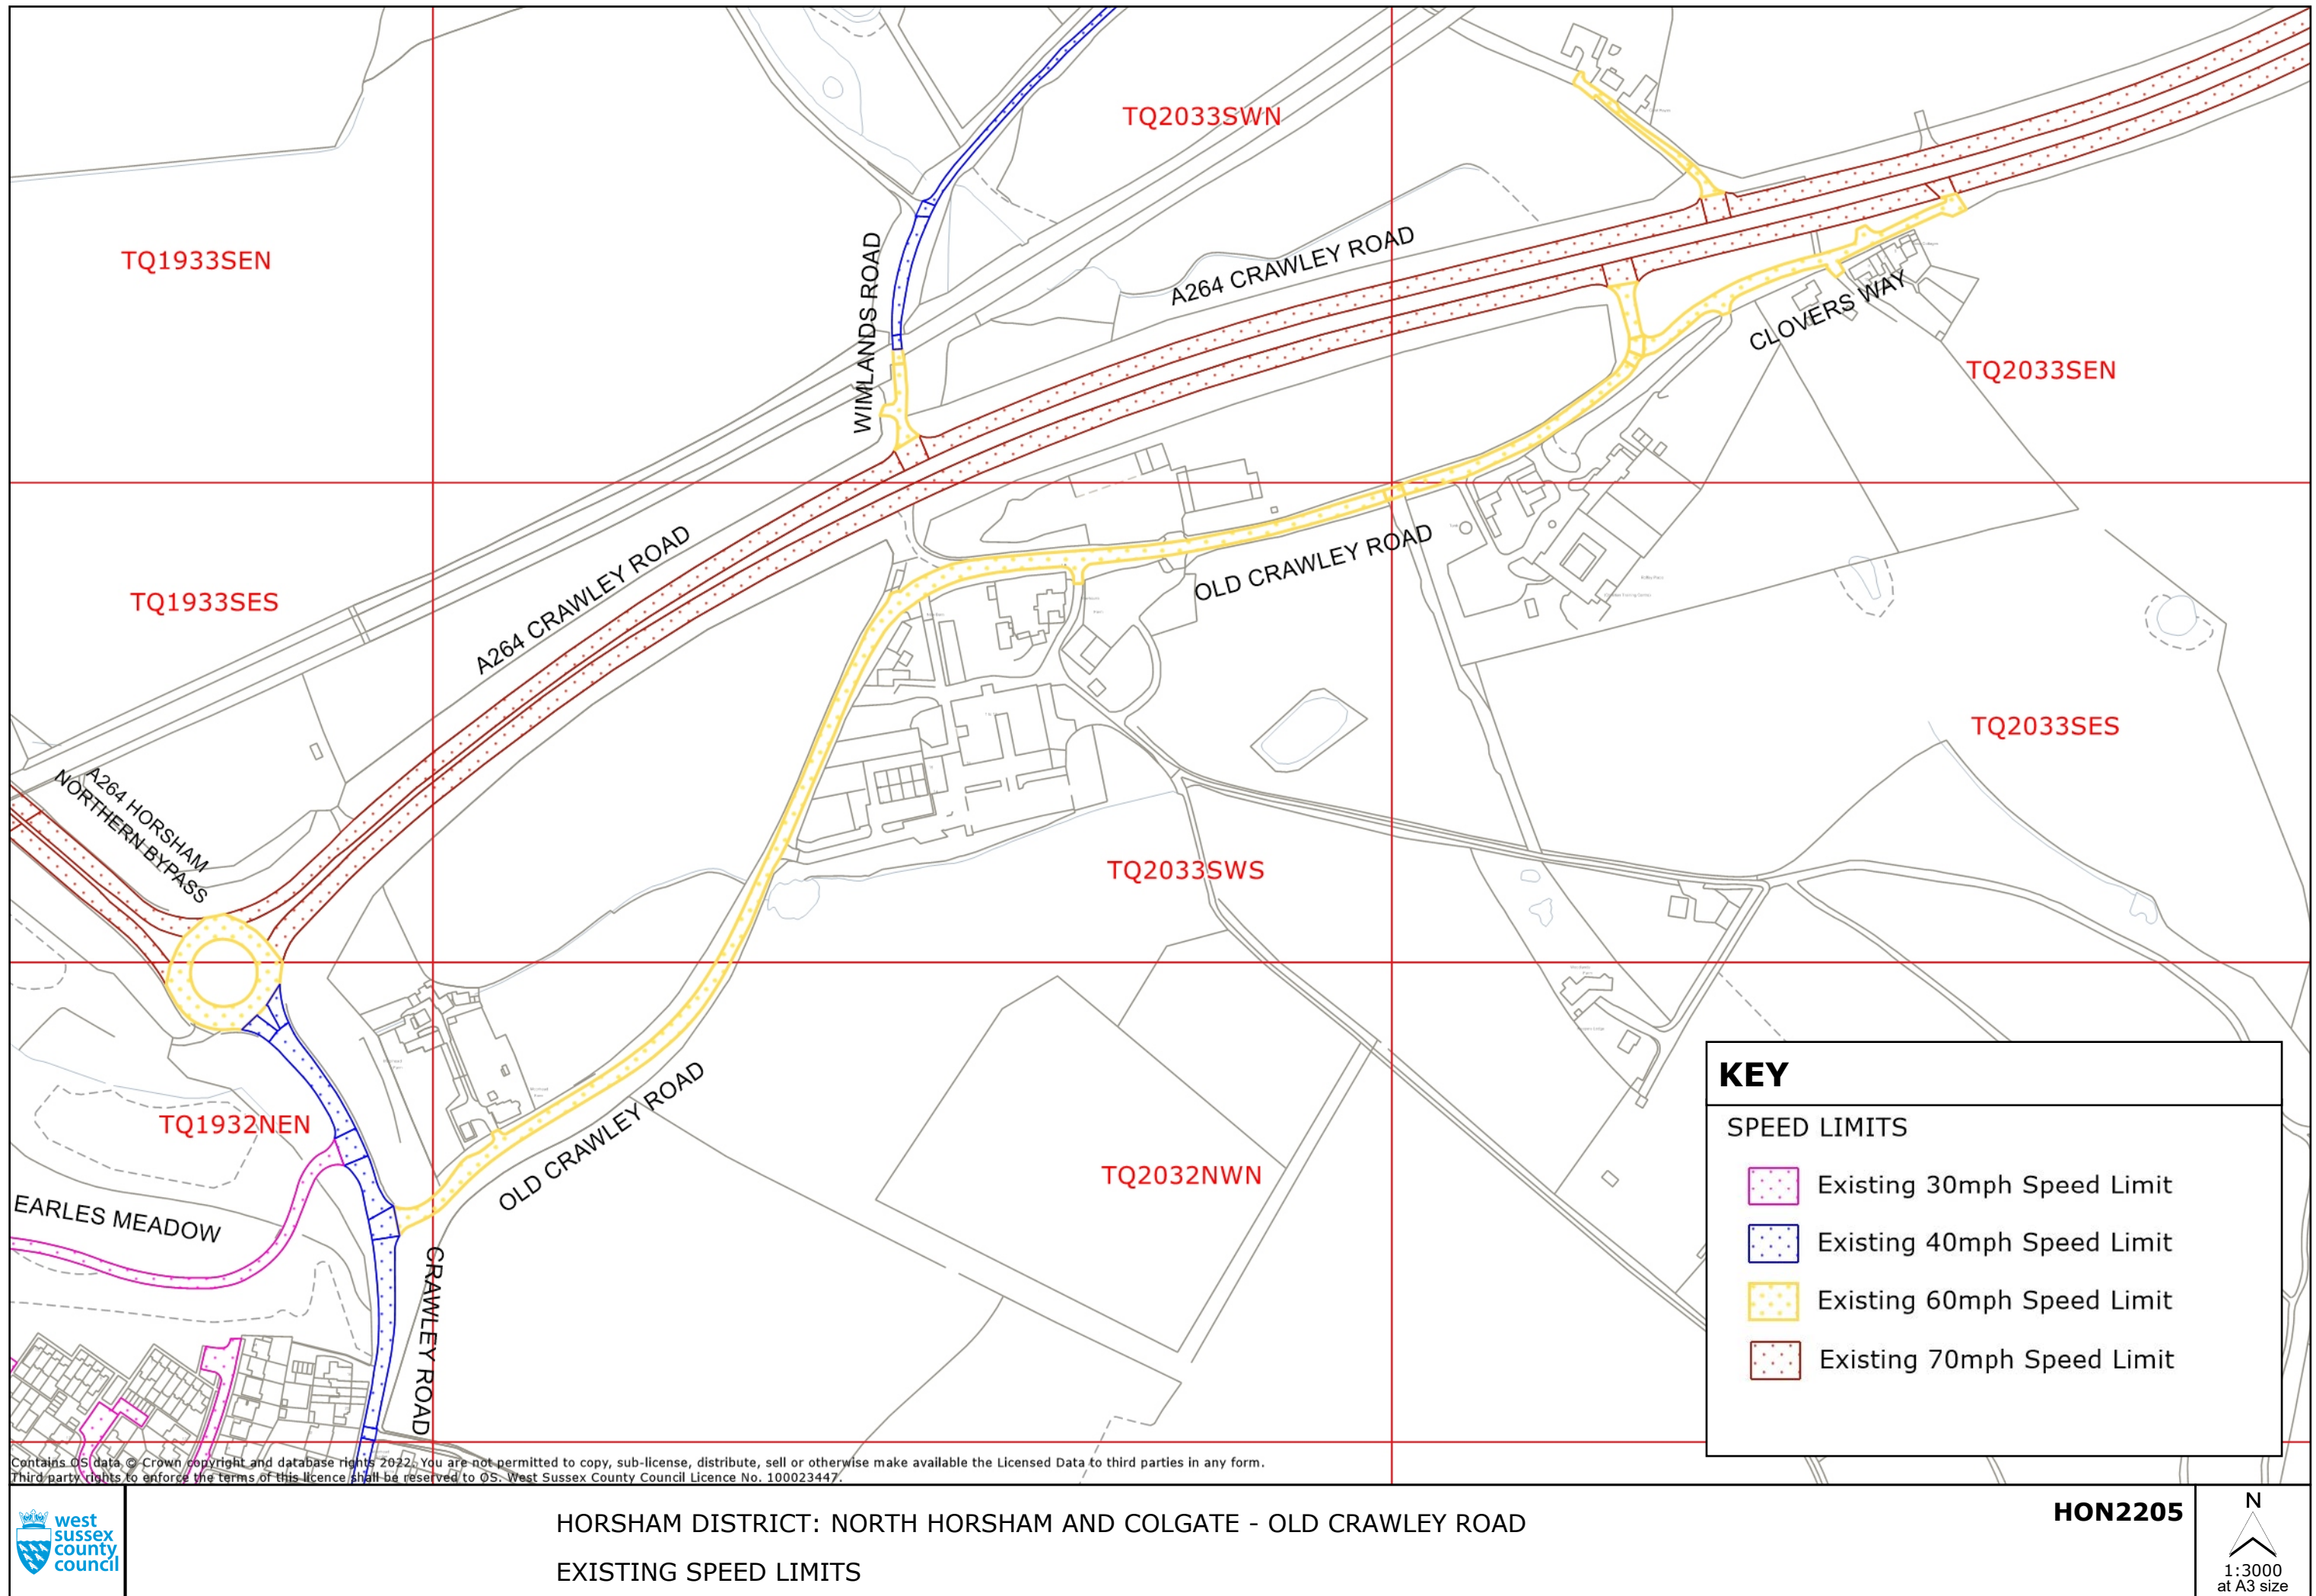 TQ2033SWN
TQ1933SEN
WIMLANDS ROAD
A264 CRAWLEY ROAD
CLOVERS WAY
TQ2033SEN
A264 CRAWLEY ROAD
OLD CRAWLEY ROAD
TQ1933SES
TQ2033SES
A264 HORSHAM
NORTHERN BYPASS
TQ2033SWS
TQ1932NEN
OLD CRAWLEY ROAD
TQ2032NWN
EARLES MEADOW
CRAWLEY ROAD
KEY
SPEED LIMITS
Existing 30mph Speed Limit
Existing 40mph Speed Limit
Existing 60mph Speed Limit
Existing 70mph Speed Limit
Contains OS data © Crown copyright and database rights 2022. You are not permitted to copy, sub-license, distribute, sell or otherwise make available the Licensed Data to third parties in any form.
Third party rights to enforce the terms of this licence shall be reserved to OS. West Sussex County Council Licence No. 100023447.
west
sussex
county
council
HORSHAM DISTRICT: NORTH HORSHAM AND COLGATE - OLD CRAWLEY ROAD
EXISTING SPEED LIMITS
HON2205
N
1:3000
at A3 size